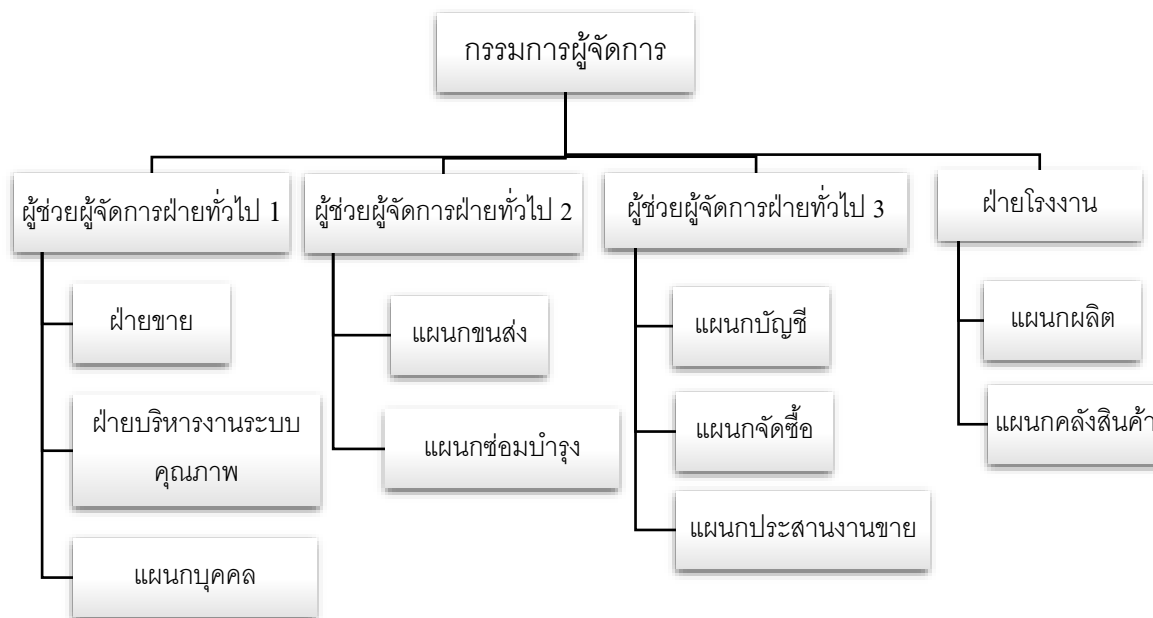 กรรมการผู้จัดการ
ผู้ช่วยผู้จัดการฝ่ายทั่วไป 1
ผู้ช่วยผู้จัดการฝ่ายทั่วไป 2
ผู้ช่วยผู้จัดการฝ่ายทั่วไป 3
ฝ่ายโรงงาน
ฝ่ายขาย
ฝ่ายบริหารงานระบบ
คุณภาพ
แผนกบุคคล
แผนกขนส่ง
แผนกซ่อมบำรุง
แผนกบัญชี
แผนกจัดซื้อ
แผนกประสานงานขาย
แผนกผลิต
แผนกคลังสินค้า